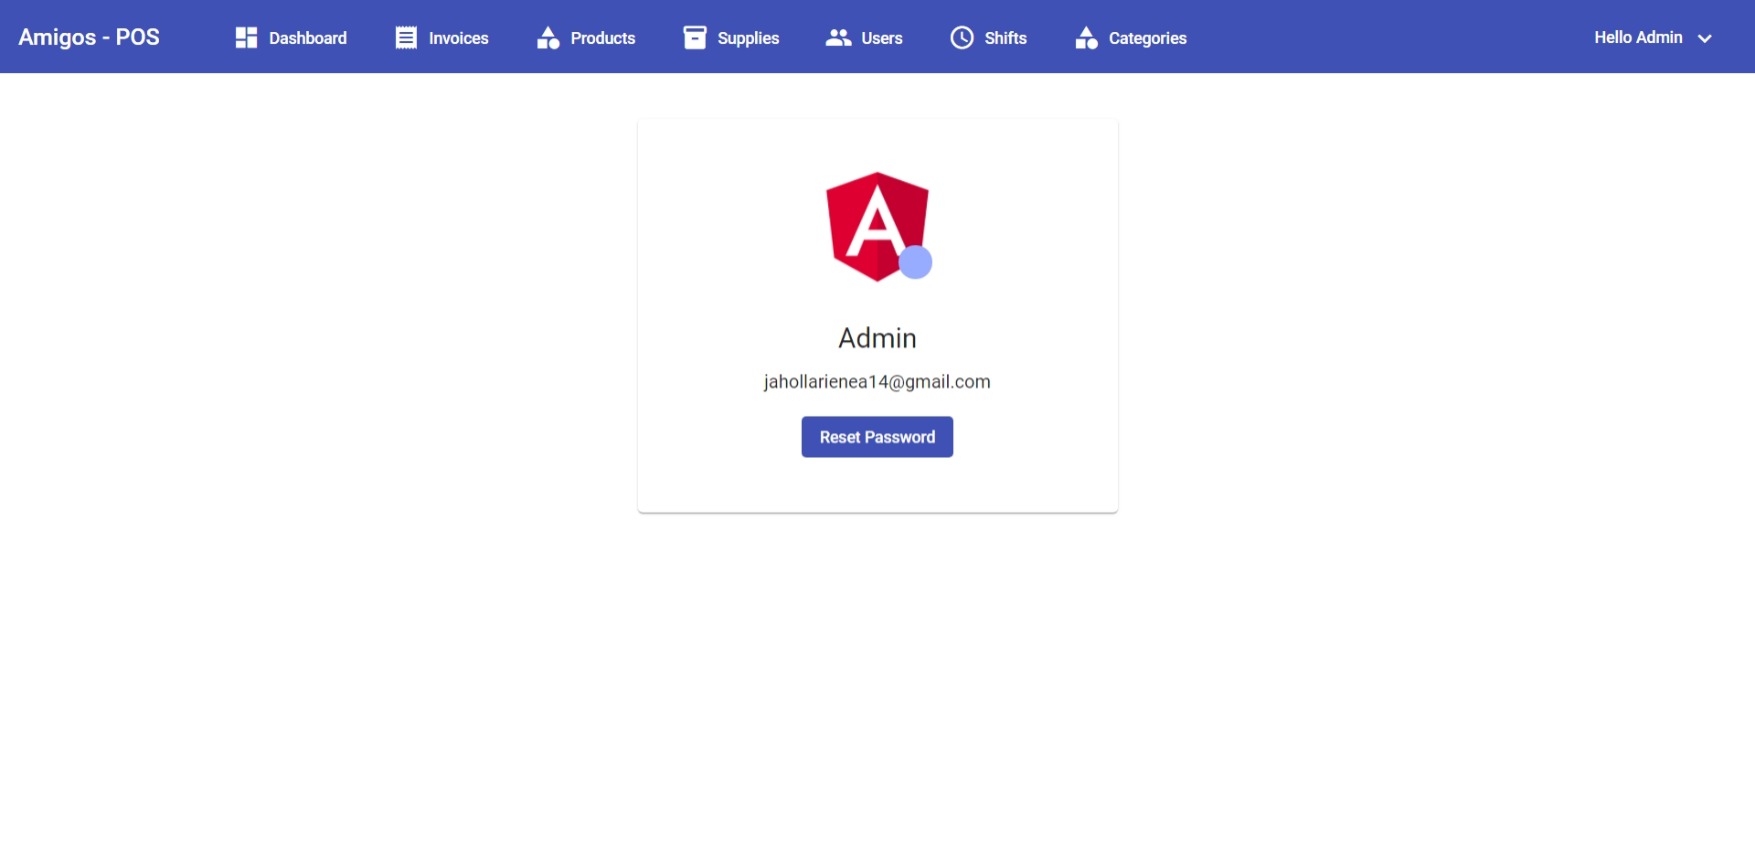 Amigos - POS Dashboard Invoices Products Supplies Users Shifts Categories Hello Admin
A
Admin
jahollarienea14@gmail.com
Reset Password